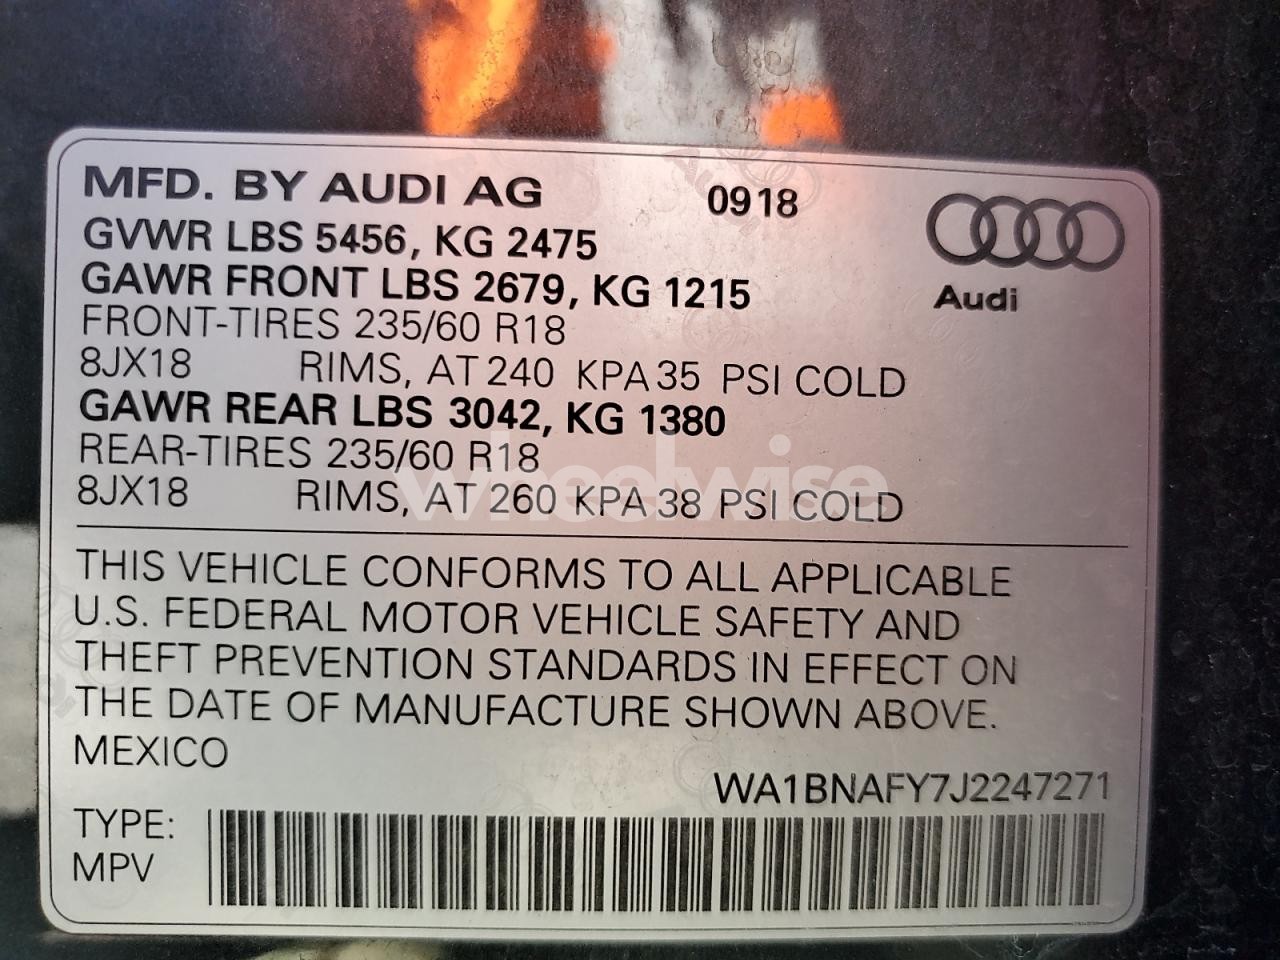 MFD. BY AUDI AG 0918
GVWR LBS 5456, KG 2475
GAWR FRONT LBS 2679, KG 1215
Audi
FRONT-TIRES 235/60 R18
8JX18 RIMS, AT 240 KPA 35 PSI COLD
GAWR REAR LBS 3042, KG 1380
REAR-TIRES 235/60 R18
8JX18 RIMS, AT 260 KPA 38 PSI COLD
wheelwise
THIS VEHICLE CONFORMS TO ALL APPLICABLE
U.S. FEDERAL MOTOR VEHICLE SAFETY AND
THEFT PREVENTION STANDARDS IN EFFECT ON
THE DATE OF MANUFACTURE SHOWN ABOVE.
MEXICO
WA1BNAFY7J2247271
TYPE:
MPV